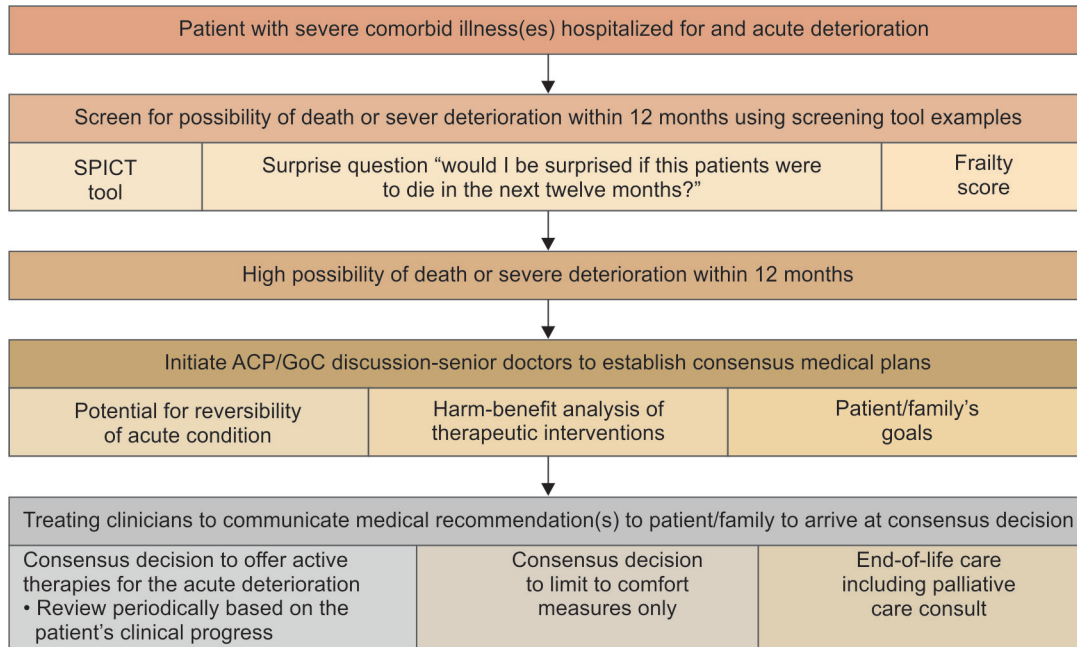 Patient with severe comorbid illness(es) hospitalized for and acute deterioration
Screen for possibility of death or sever deterioration within 12 months using screening tool examples
SPICT
tool
Surprise question “would I be surprised if this patients were
to die in the next twelve months?”
Frailty
score
High possibility of death or severe deterioration within 12 months
Initiate ACP/GoC discussion-senior doctors to establish consensus medical plans
Potential for reversibility
of acute condition
Harm-benefit analysis of
therapeutic interventions
Patient/family’s
goals
Treating clinicians to communicate medical recommendation(s) to patient/family to arrive at consensus decision
Consensus decision to offer active
therapies for the acute deterioration
• Review periodically based on the
patient’s clinical progress
Consensus decision
to limit to comfort
measures only
End-of-life care
including palliative
care consult